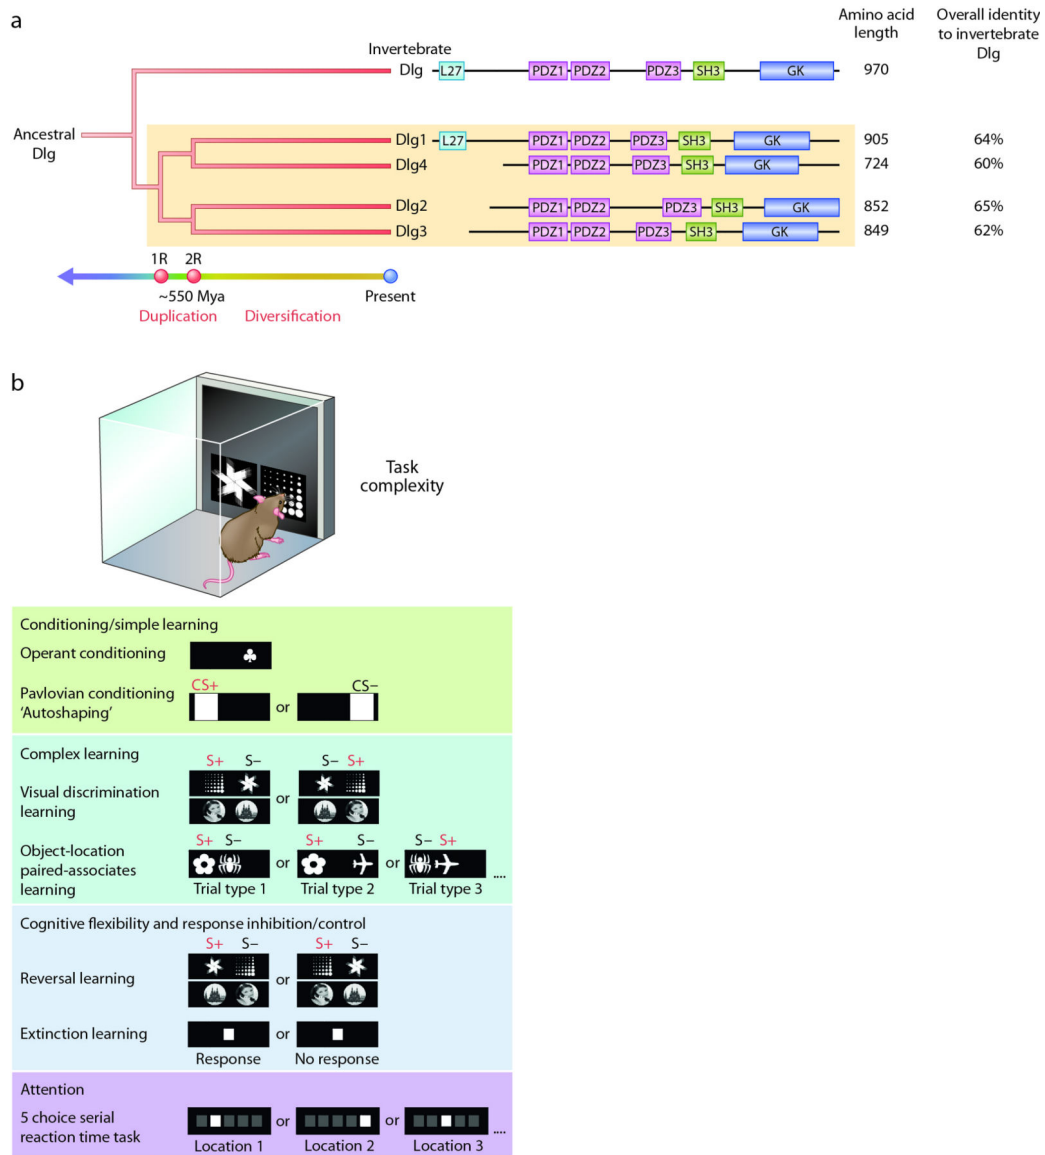 a
Amino acid length
Overall identity to invertebrate Dlg
Invertebrate
Dlg L27 PDZ1 PDZ2 PDZ3 SH3 GK 970
Ancestral
Dlg
Dlg1 L27 PDZ1 PDZ2 PDZ3 SH3 GK 905 64%
Dlg4 PDZ1 PDZ2 PDZ3 SH3 GK 724 60%
Dlg2 PDZ1 PDZ2 PDZ3 SH3 GK 852 65%
Dlg3 PDZ1 PDZ2 PDZ3 SH3 GK 849 62%
1R 2R
~550 Mya Present
Duplication Diversification
b
Task
complexity
Conditioning/simple learning
Operant conditioning
CS+ CS−
Pavlovian conditioning
'Autoshaping'
or
Complex learning
S+ S− S− S+
Visual discrimination
learning
or
S+ S− S+ S− S− S+
Object-location
paired-associates
learning
or or ....
Trial type 1 Trial type 2 Trial type 3
Cognitive flexibility and response inhibition/control
S+ S− S+ S−
Reversal learning or
Extinction learning or
Response No response
Attention
5 choice serial
reaction time task
or or ....
Location 1 Location 2 Location 3